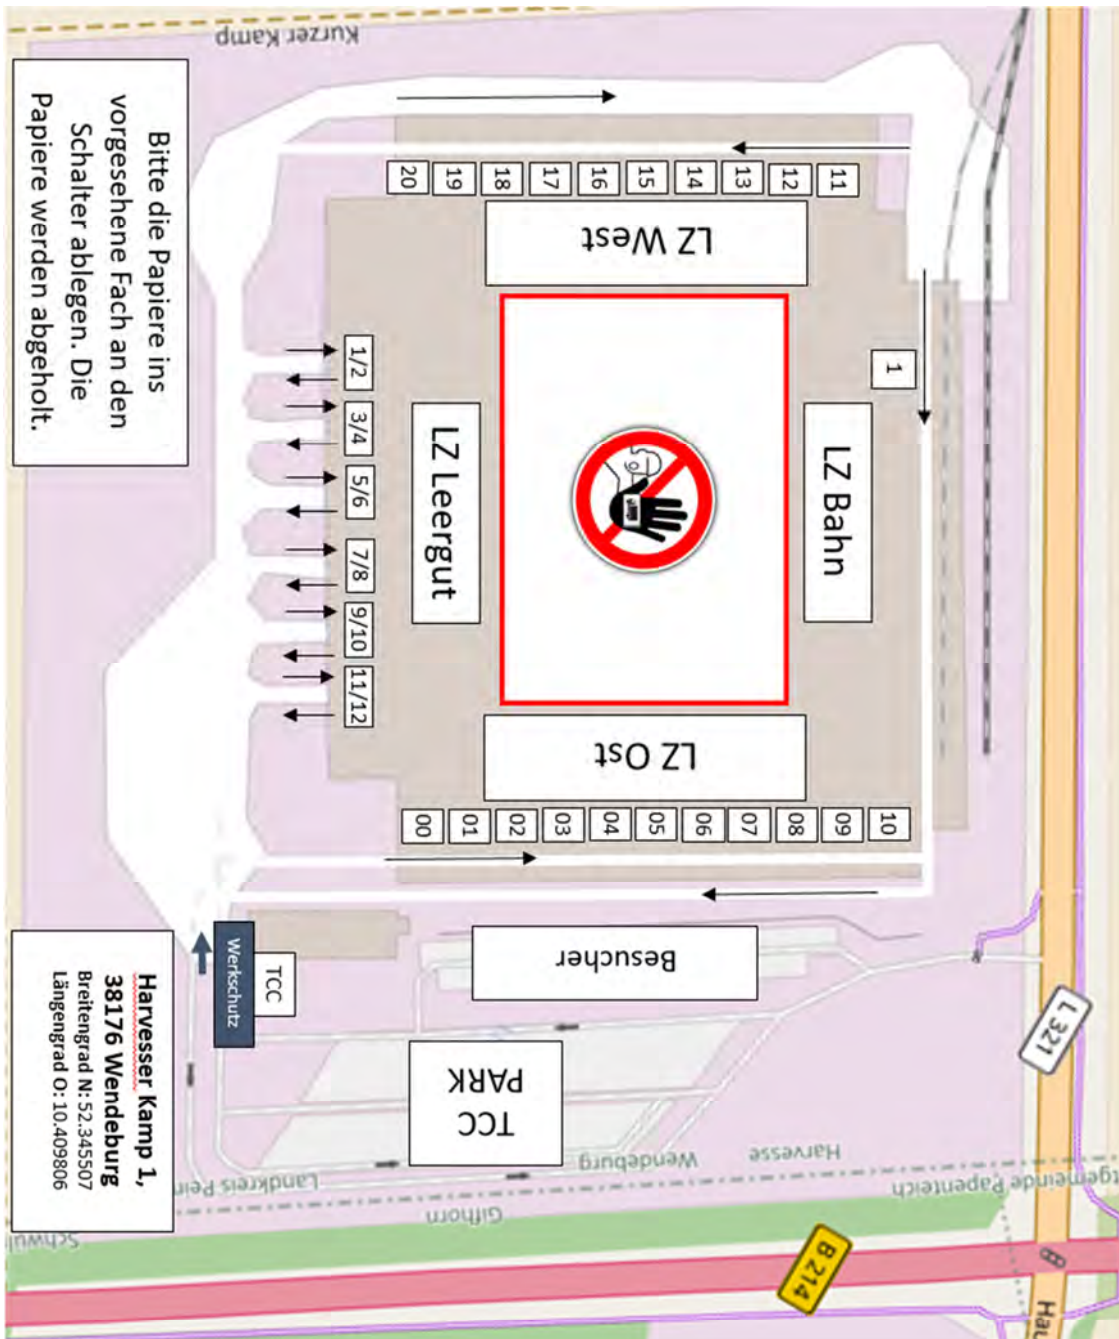 Kurzer Kamp
Bitte die Papiere ins
vorgesehene Fach an den
Schalter ablegen. Die
Papiere werden abgeholt.
20
19
18
17
16
15
14
13
12
11
LZ West
1
LZ Bahn
1/2
3/4
5/6
7/8
9/10
11/12
LZ Leergut
LZ Ost
00
01
02
03
04
05
06
07
08
09
10
Besucher
TCC
Werkschutz
TCC
PARK
Harvesser Kamp 1,
38176 Wendeburg
Breitengrad N: 52.345507
Längengrad O: 10.409806
L 321
Harvesse
Wendeburg
Landkreis Pein
Gifhorn
tgemeinde Papenteich
Schwül
B 214
Hau